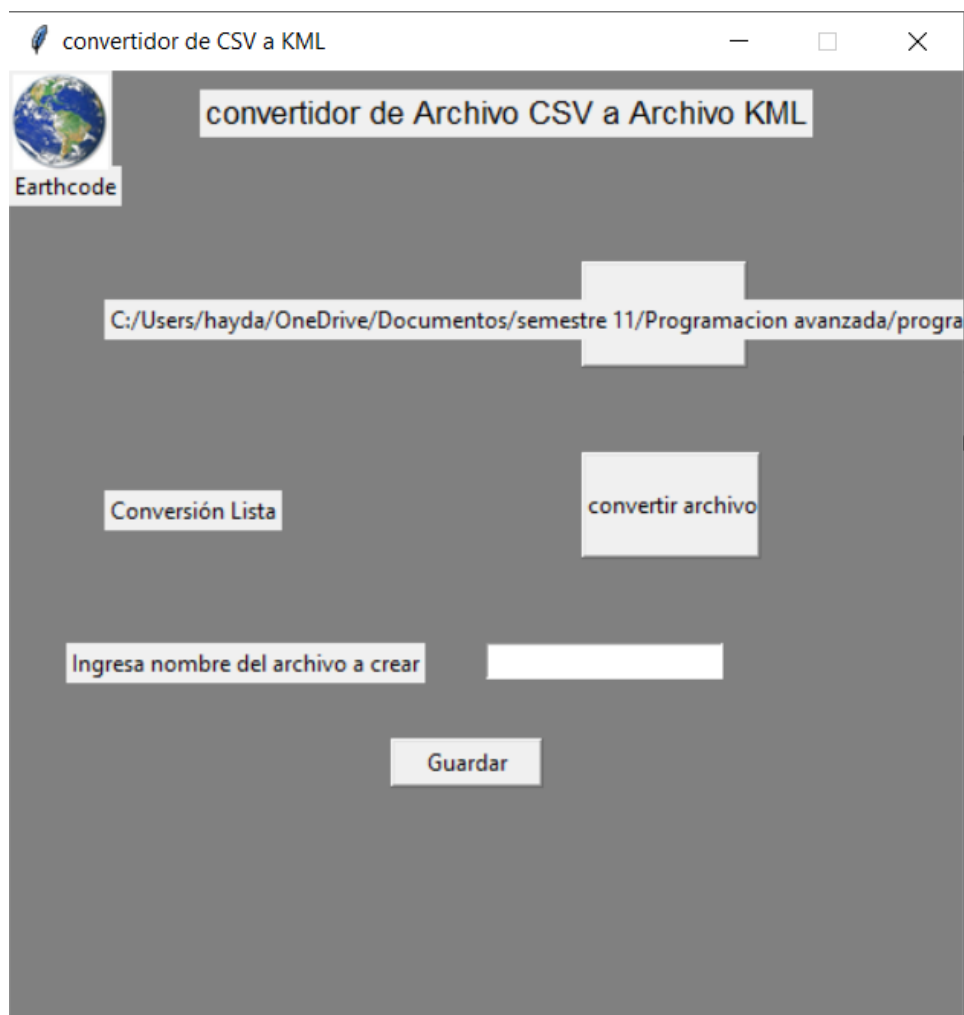 convertidor de CSV a KML
convertidor de Archivo CSV a Archivo KML
Earthcode
C:/Users/hayda/OneDrive/Documentos/semestre 11/Programacion avanzada/progra
Conversión Lista
convertir archivo
Ingresa nombre del archivo a crear
Guardar